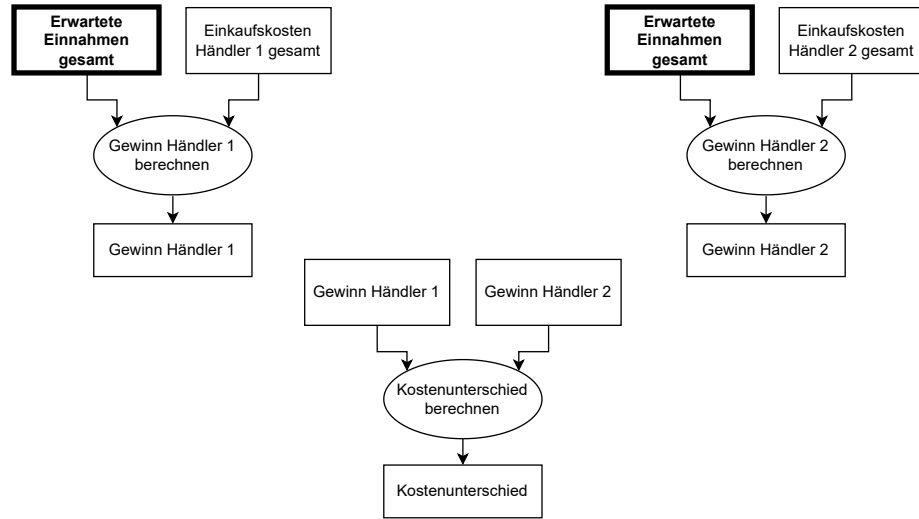 Erwartete
Einnahmen
gesamt
Einkaufskosten
Händler 1 gesamt
Gewinn Händler 1
berechnen
Gewinn Händler 1
Erwartete
Einnahmen
gesamt
Einkaufskosten
Händler 2 gesamt
Gewinn Händler 2
berechnen
Gewinn Händler 2
Gewinn Händler 1
Gewinn Händler 2
Kostenunterschied
berechnen
Kostenunterschied